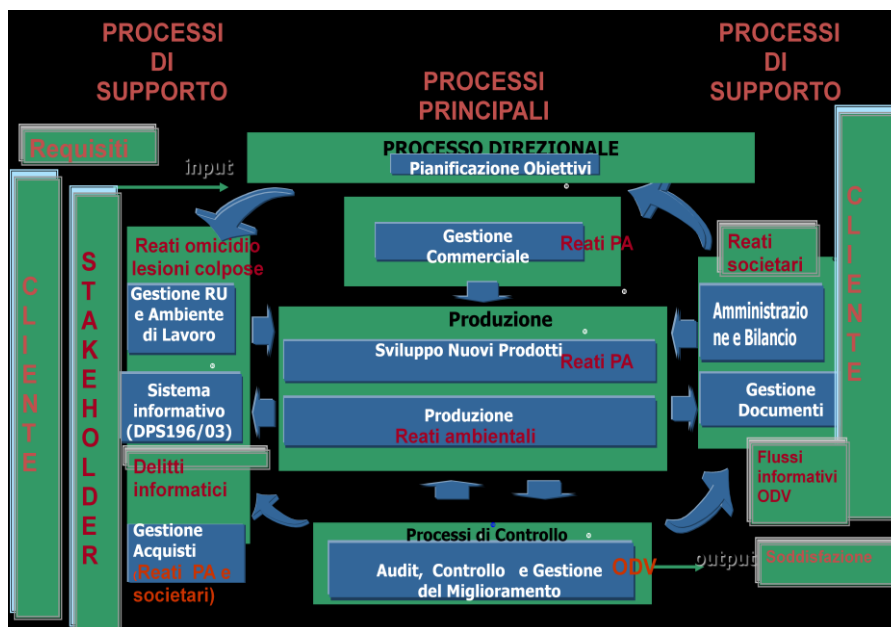 PROCESSI
DI
SUPPORTO
PROCESSI
PRINCIPALI
PROCESSI
DI
SUPPORTO
Requisiti
input
PROCESSO DIREZIONALE
Pianificazione Obiettivi
CLIENTE
STAKEHOLDER
Reati omicidio
lesioni colpose
Gestione RU
e Ambiente
di Lavoro
Sistema
informativo
(DPS196/03)
Delitti
informatici
Gestione
Acquisti
(Reati PA e
societari)
Gestione
Commerciale
Reati PA
Produzione
Sviluppo Nuovi Prodotti
Reati PA
Produzione
Reati ambientali
Processi di Controllo
Audit, Controllo e Gestione
del Miglioramento
ODV
Reati
societari
Amministrazio
ne e Bilancio
Gestione
Documenti
Flussi
informativi
ODV
output
Soddisfazione
CLIENTE